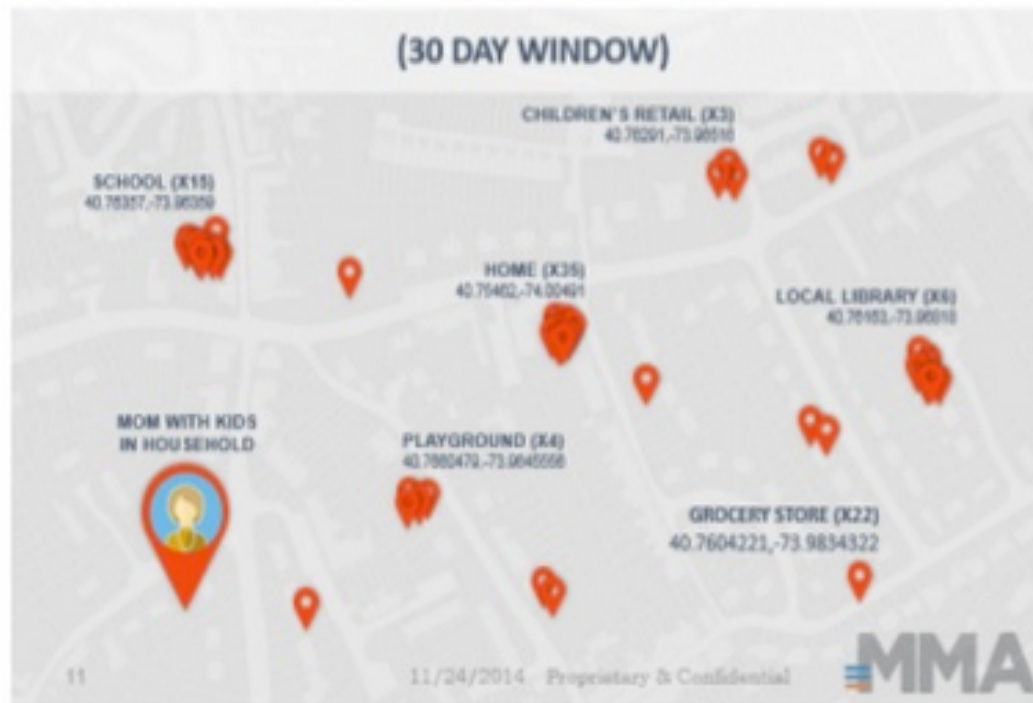 (30 DAY WINDOW)
CHILDREN'S RETAIL (X3)
SCHOOL (X15)
HOME (X35)
LOCAL LIBRARY (X6)
MOM WITH KIDS
IN HOUSEHOLD
PLAYGROUND (X4)
GROCERY STORE (X22)
40.7604221,-73.9834322
11
11/24/2014 Proprietary & Confidential
MMA